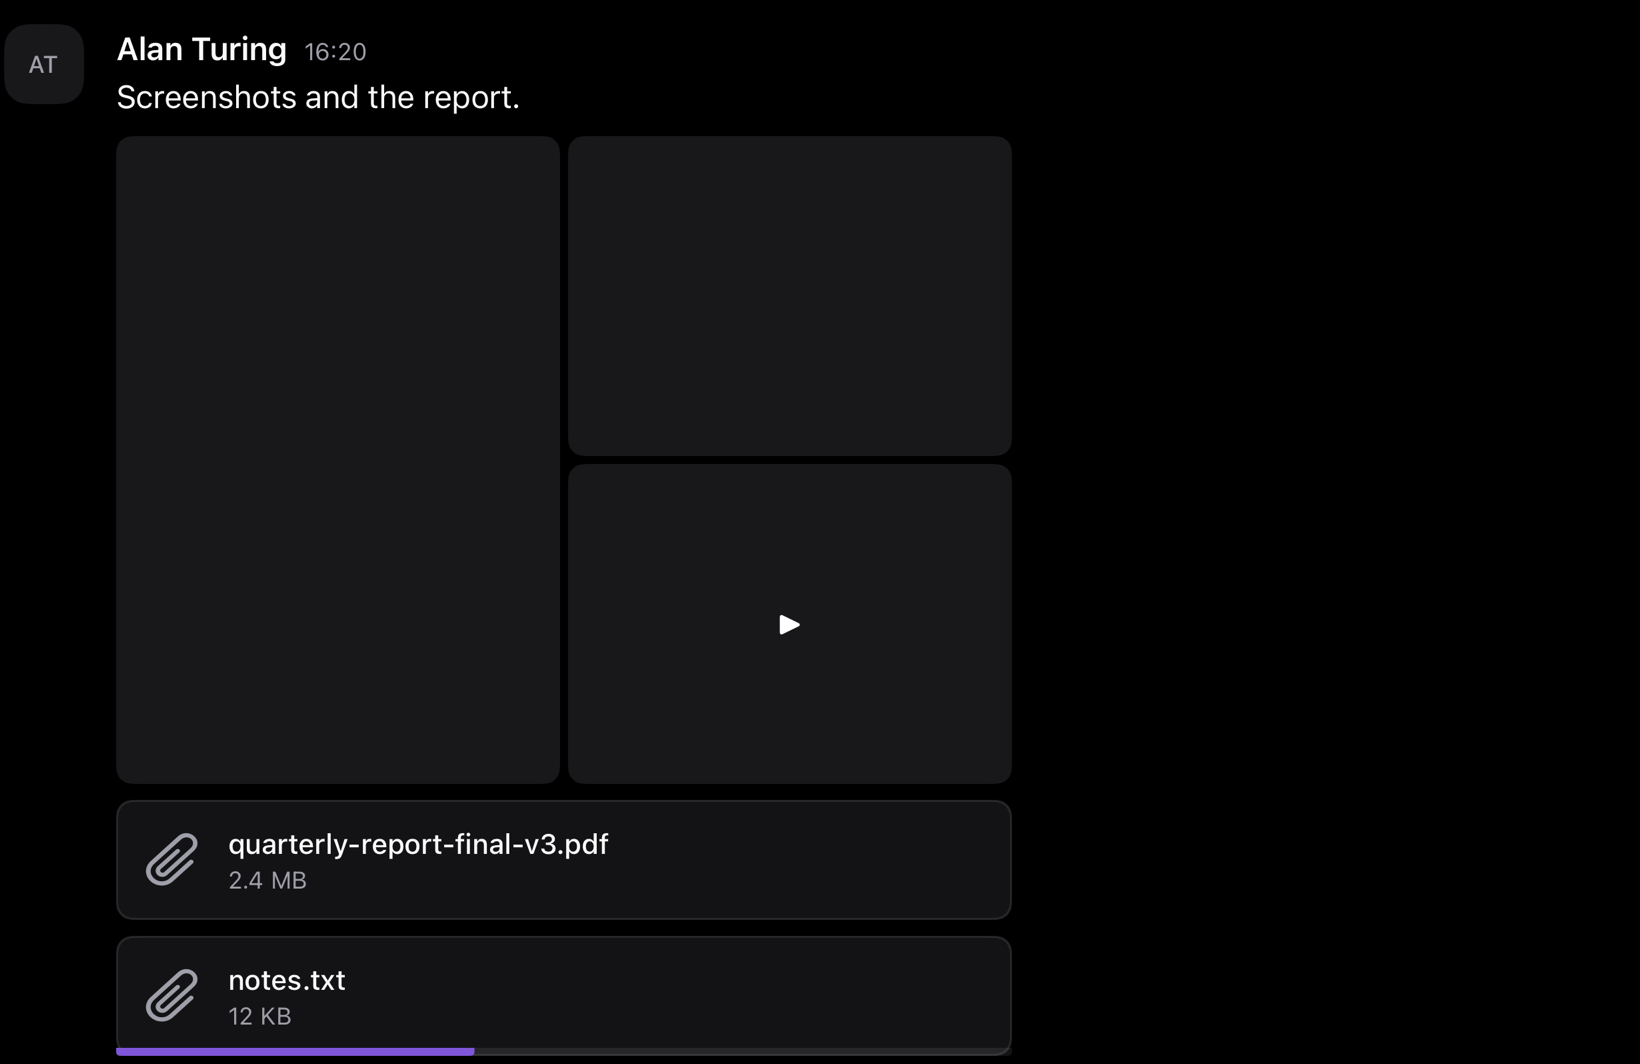 AT
Alan Turing 16:20
Screenshots and the report.
quarterly-report-final-v3.pdf
2.4 MB
notes.txt
12 KB